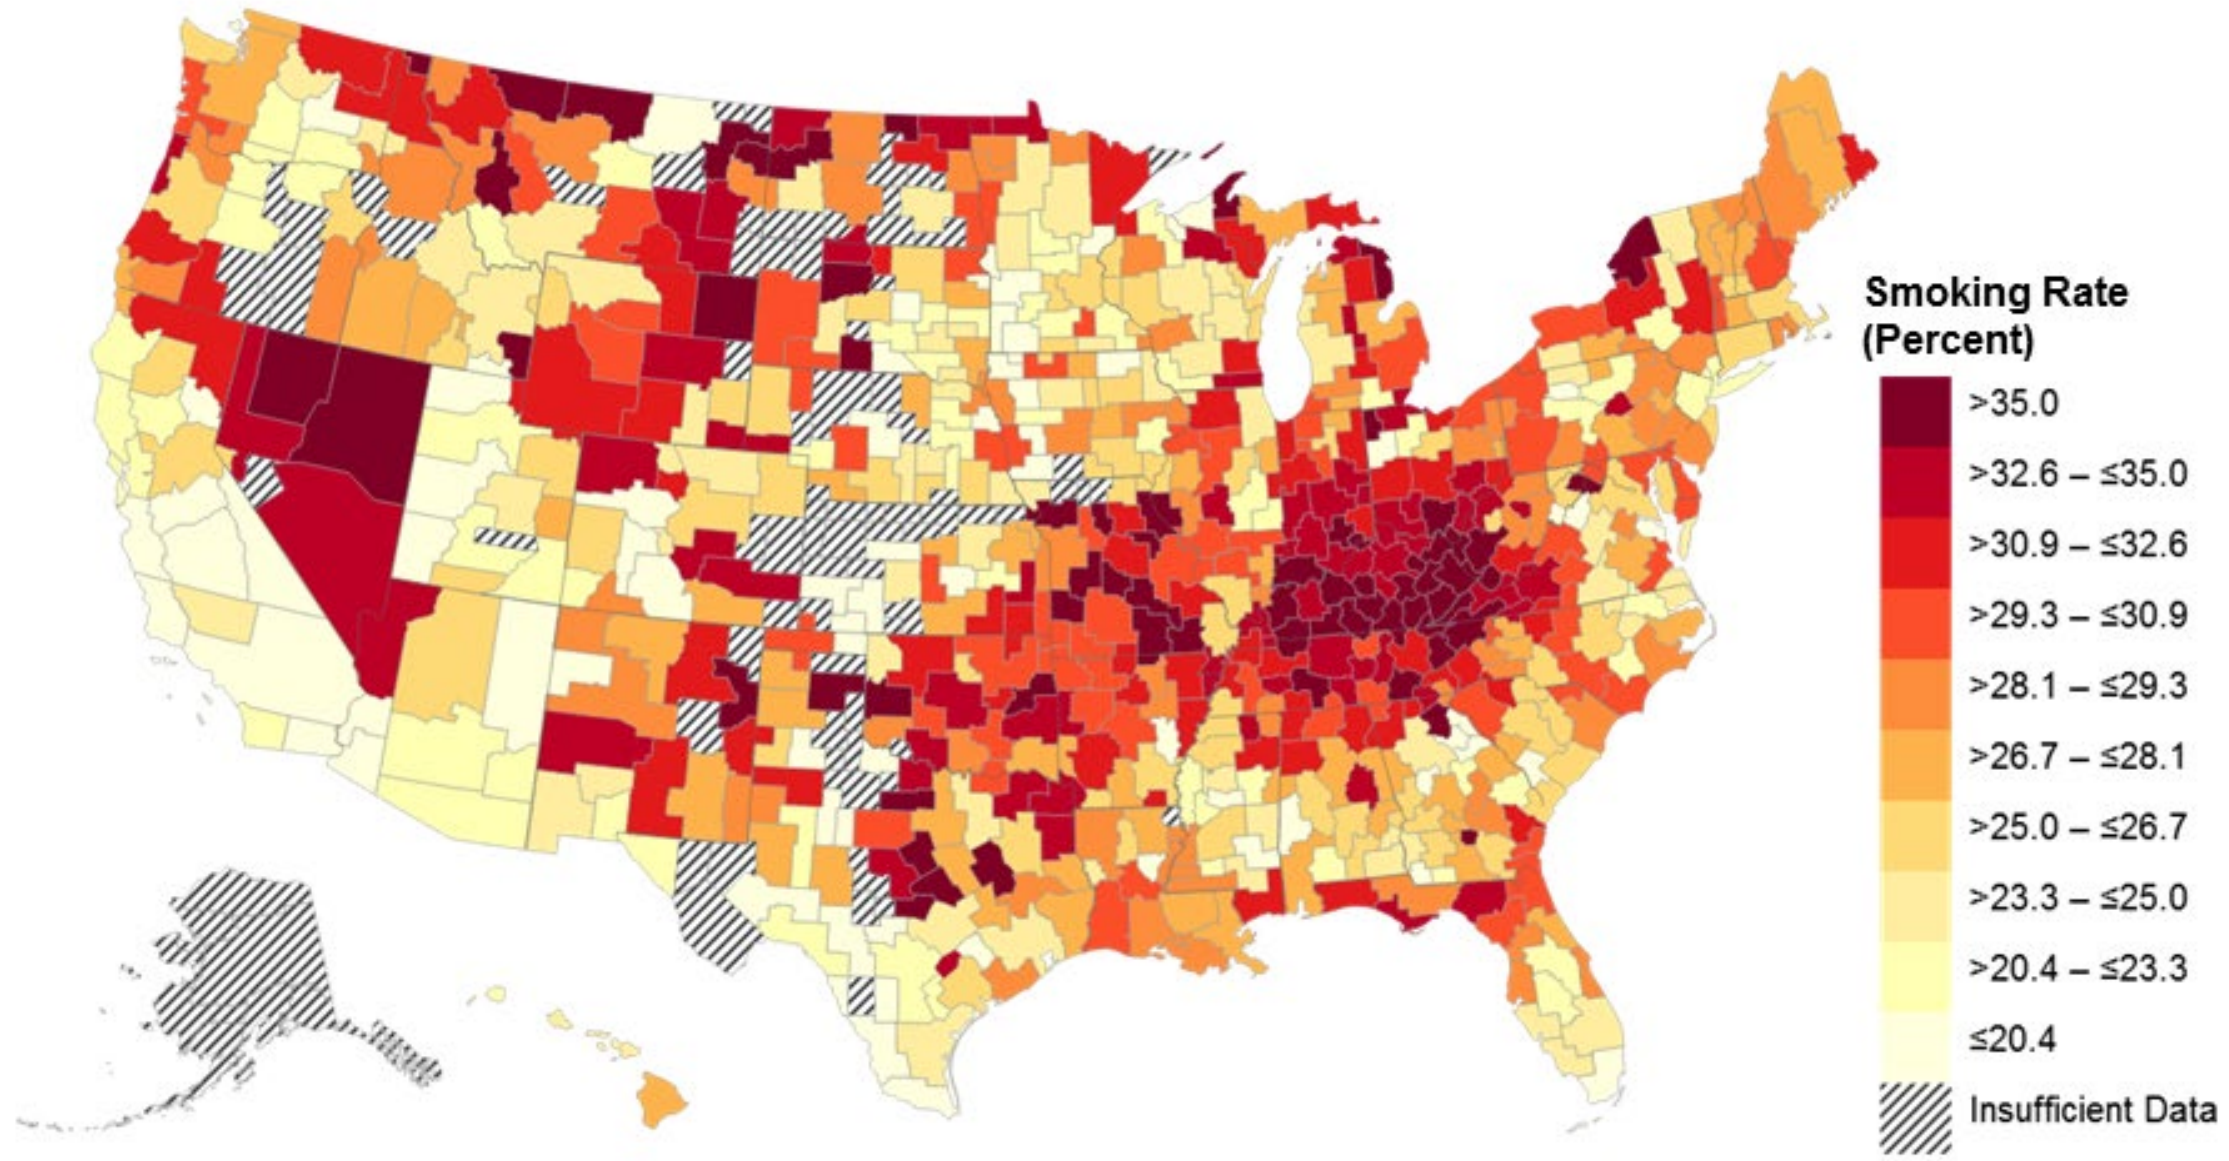 Smoking Rate
(Percent)
>35.0
>32.6 – ≤35.0
>30.9 – ≤32.6
>29.3 – ≤30.9
>28.1 – ≤29.3
>26.7 – ≤28.1
>25.0 – ≤26.7
>23.3 – ≤25.0
>20.4 – ≤23.3
≤20.4
Insufficient Data